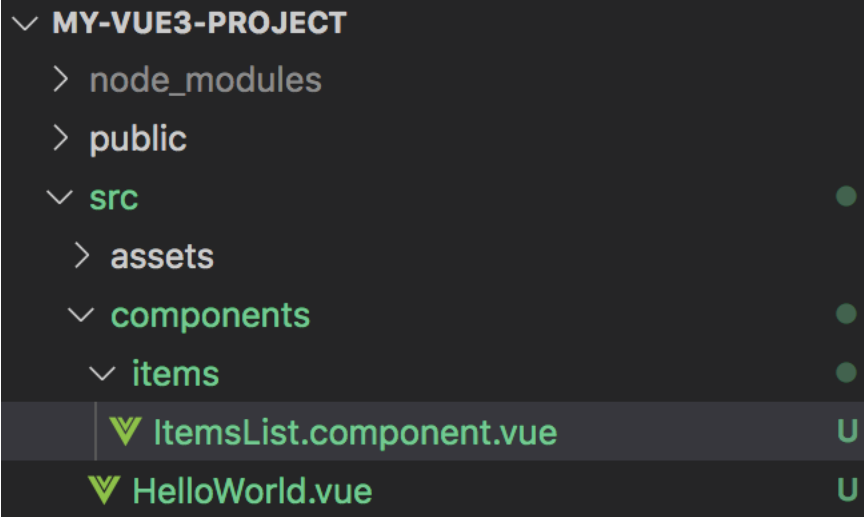 MY-VUE3-PROJECT
node_modules
public
src
assets
components
items
ItemsList.component.vue U
HelloWorld.vue U